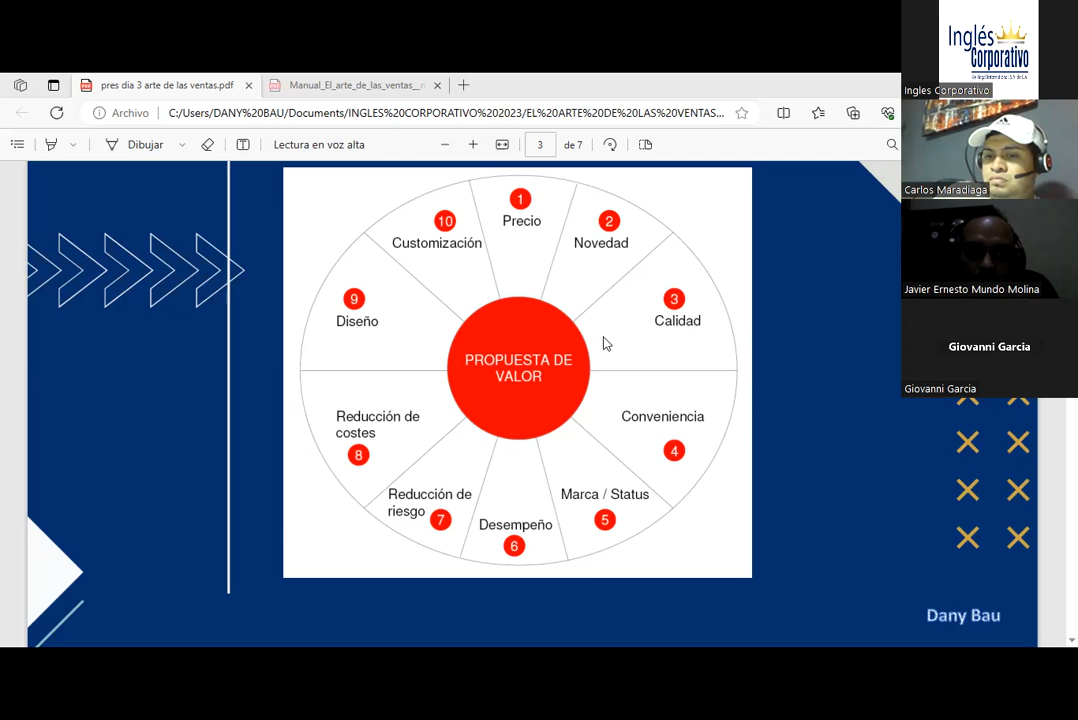 pres dia 3 arte de las ventas.pdf
Manual_El_arte_de_las_ventas_
Archivo
C:/Users/DANY%20BAU/Documents/INGLES%20CORPORATIVO%202023/EL%20ARTE%20DE%20LAS%20VENTAS...
Dibujar
Lectura en voz alta
3
de 7
1
Precio
2
Novedad
3
Calidad
Conveniencia
4
Marca / Status
5
Desempeño
6
Reducción de
riesgo
7
Reducción de
costes
8
9
Diseño
10
Customización
PROPUESTA DE
VALOR
Dany Bau
Inglés
Corporativo
Ingles Corporativo
Carlos Maradiaga
Javier Ernesto Mundo Molina
Giovanni Garcia
Giovanni Garcia